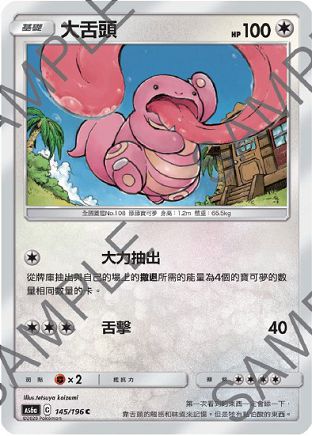 基礎 大舌頭 HP100
全國圖鑑No.108 舔舔寶可夢 身高：1.2m 體重：65.5kg
大力抽出
從牌庫抽出與自己的場上的撤退所需的能量為4個的寶可夢的數
量相同數量的卡。
舌擊 40
弱點 ×2 抵抗力 撤退
illus.tetsuya koizumi
AS6a C 145/196 C
SAMPLE
SAMPLE
SAMPLE
SAMPLE